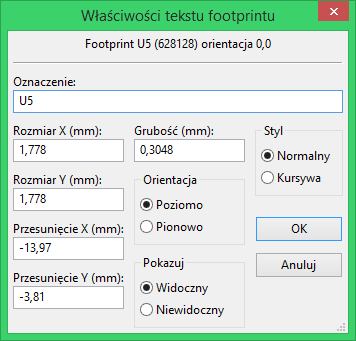 Właściwości tekstu footprintu
Footprint U5 (628128) orientacja 0,0
Oznaczenie:
U5
Rozmiar X (mm):
1,778
Grubość (mm):
0,3048
Styl
Normalny
Kursywa
Rozmiar Y (mm):
1,778
Orientacja
Poziomo
Pionowo
Przesunięcie X (mm):
-13,97
OK
Przesunięcie Y (mm):
-3,81
Pokazuj
Widoczny
Niewidoczny
Anuluj